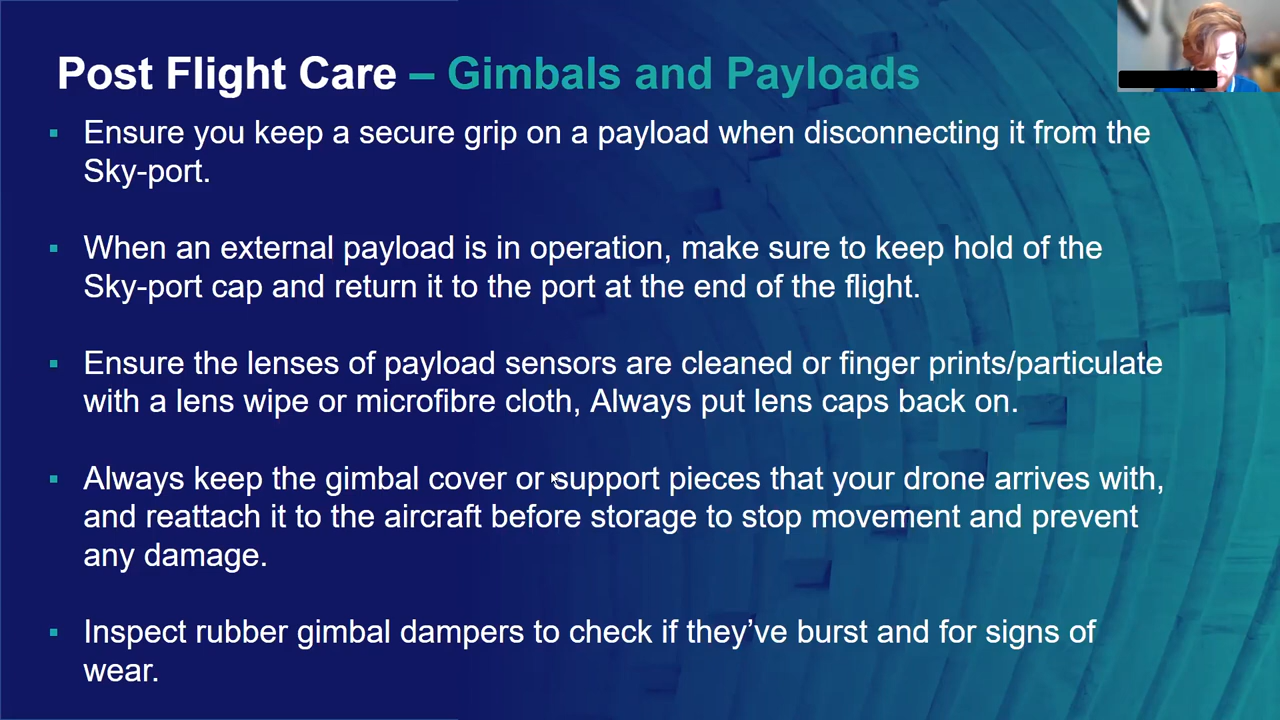 Post Flight Care – Gimbals and Payloads
▪ Ensure you keep a secure grip on a payload when disconnecting it from the
Sky-port.
▪ When an external payload is in operation, make sure to keep hold of the
Sky-port cap and return it to the port at the end of the flight.
▪ Ensure the lenses of payload sensors are cleaned or finger prints/particulate
with a lens wipe or microfibre cloth, Always put lens caps back on.
▪ Always keep the gimbal cover or support pieces that your drone arrives with,
and reattach it to the aircraft before storage to stop movement and prevent
any damage.
▪ Inspect rubber gimbal dampers to check if they’ve burst and for signs of
wear.